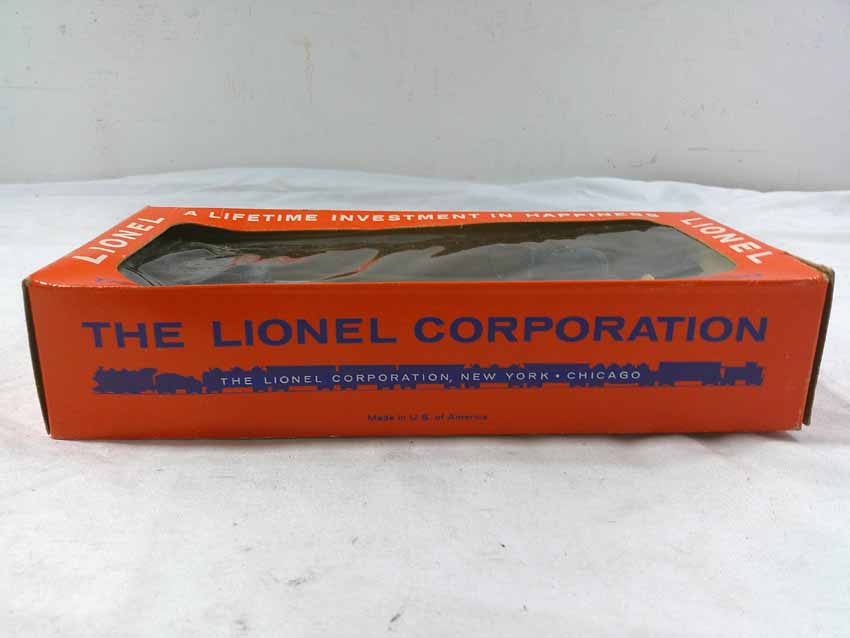 LIONEL
A LIFETIME INVESTMENT IN HAPPINESS
LIONEL
THE LIONEL CORPORATION
THE LIONEL CORPORATION, NEW YORK • CHICAGO
Made in U. S. of America